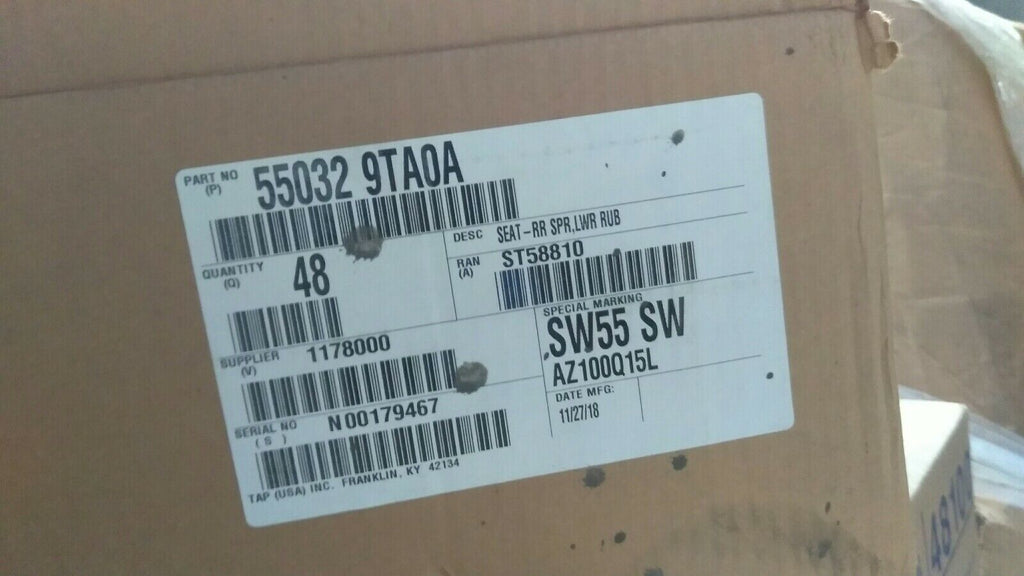 PART NO
(P)
55032 9TA0A
DESC SEAT-RR SPR,LWR RUB
QUANTITY
(Q)
48
RAN
(A)
ST58810
SPECIAL MARKING
SW55 SW
AZ100Q15L
SUPPLIER
(V)
1178000
DATE MFG:
11/27/18
SERIAL NO
(S)
N00179467
TAP (USA) INC. FRANKLIN, KY 42134